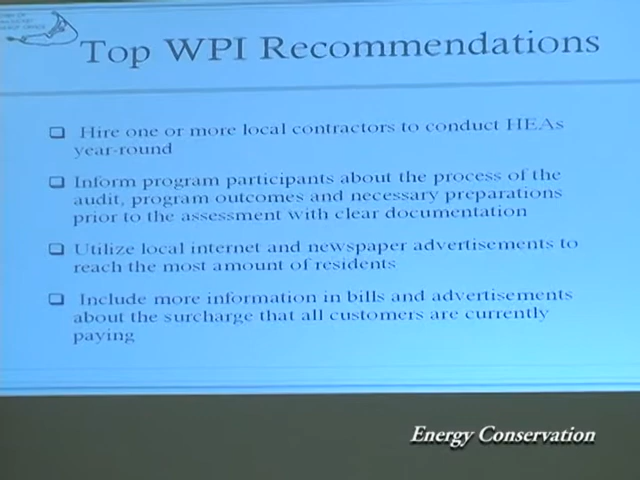 Top WPI Recommendations
❑ Hire one or more local contractors to conduct HEAs
year-round
❑ Inform program participants about the process of the
audit, program outcomes and necessary preparations
prior to the assessment with clear documentation
❑ Utilize local internet and newspaper advertisements to
reach the most amount of residents
❑ Include more information in bills and advertisements
about the surcharge that all customers are currently
paying
Energy Conservation